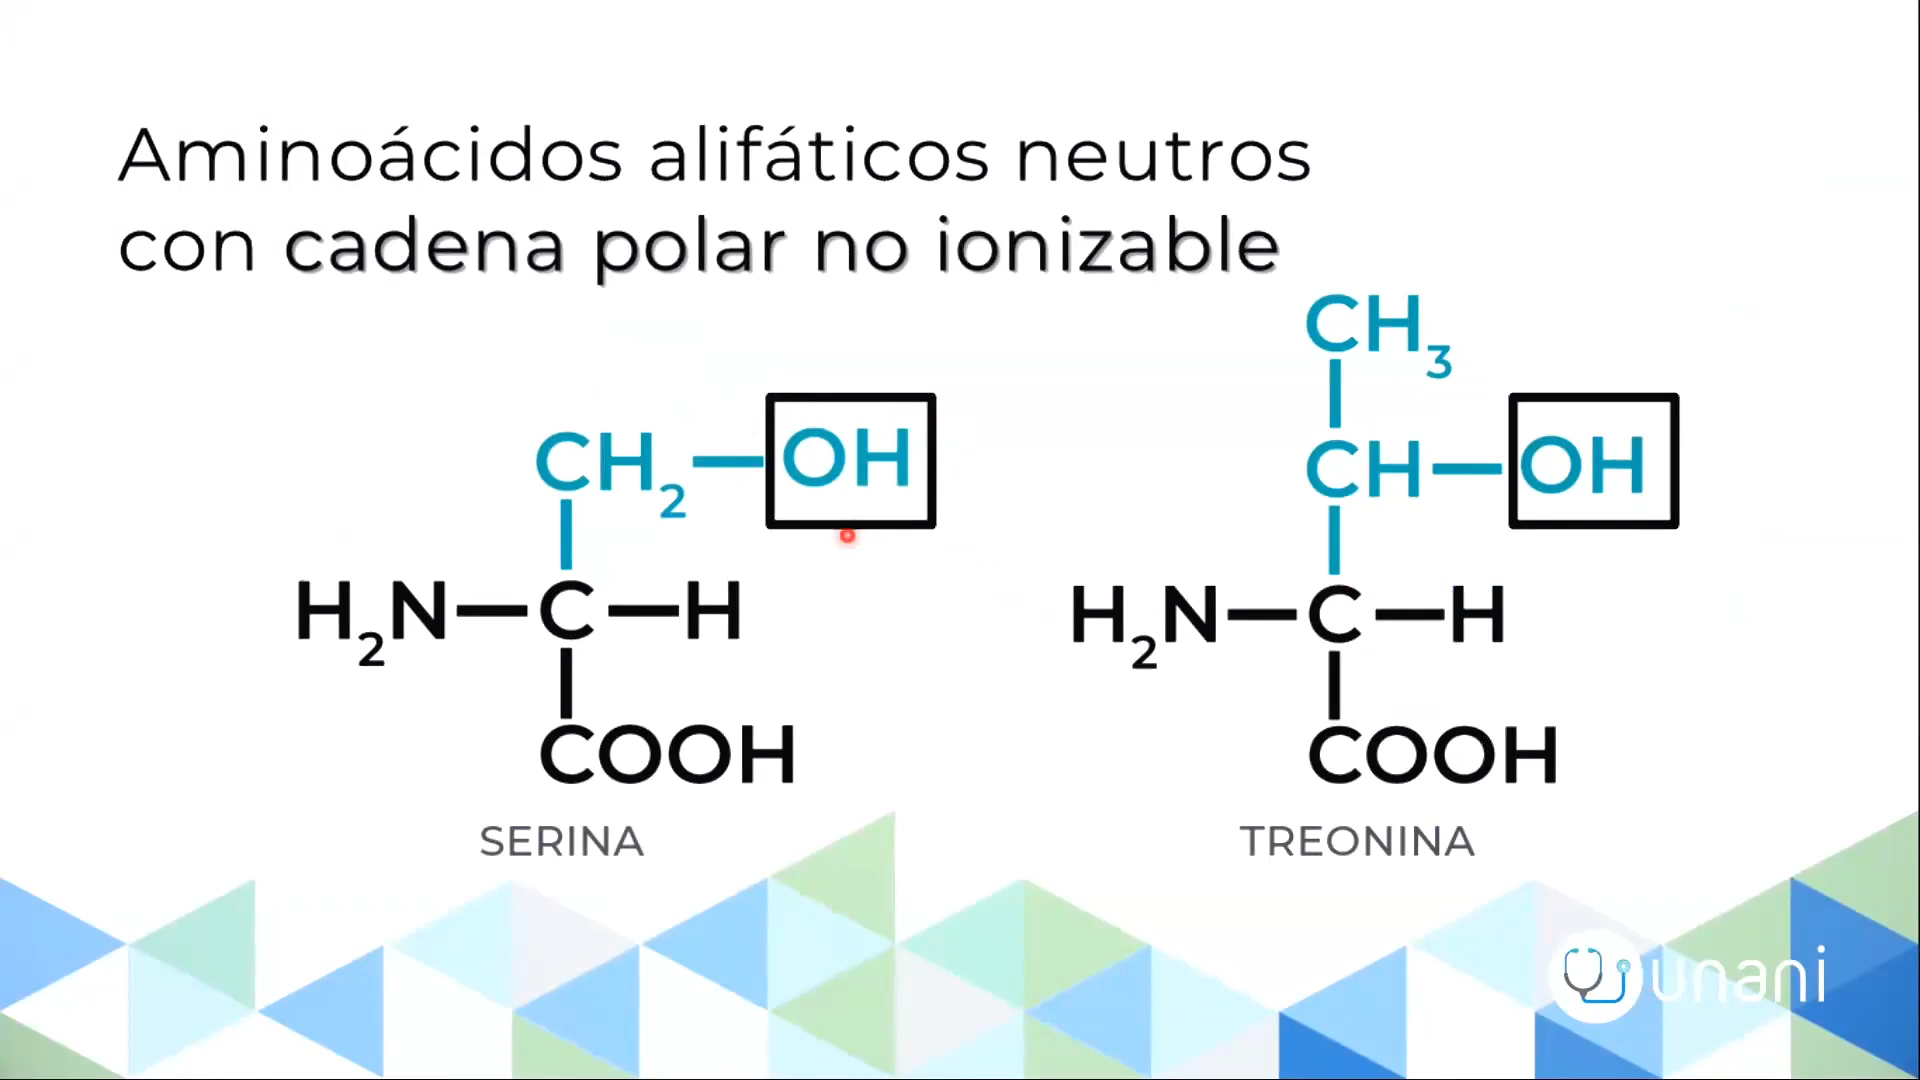 Aminoácidos alifáticos neutros
con cadena polar no ionizable
CH3
CH2 OH
CH OH
H2N C H
H2N C H
COOH
COOH
SERINA
TREONINA
unani